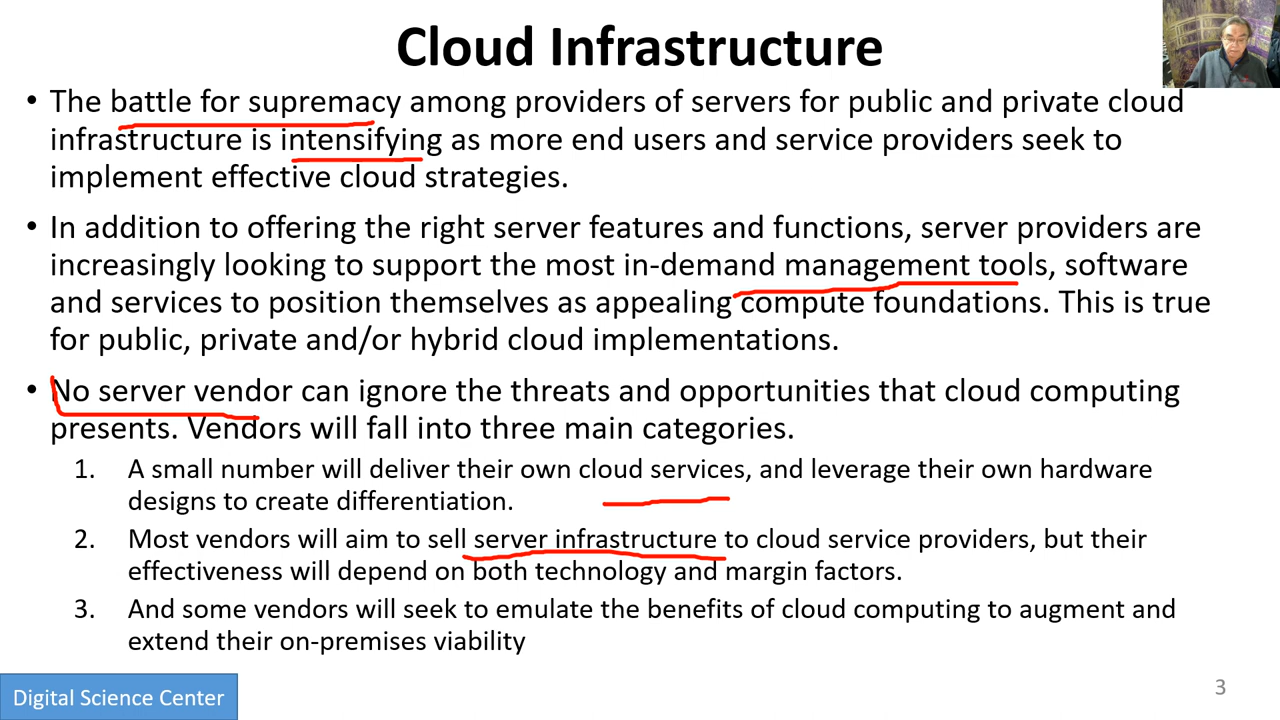 Cloud Infrastructure
• The battle for supremacy among providers of servers for public and private cloud
infrastructure is intensifying as more end users and service providers seek to
implement effective cloud strategies.
• In addition to offering the right server features and functions, server providers are
increasingly looking to support the most in-demand management tools, software
and services to position themselves as appealing compute foundations. This is true
for public, private and/or hybrid cloud implementations.
• No server vendor can ignore the threats and opportunities that cloud computing
presents. Vendors will fall into three main categories.
1. A small number will deliver their own cloud services, and leverage their own hardware
designs to create differentiation.
2. Most vendors will aim to sell server infrastructure to cloud service providers, but their
effectiveness will depend on both technology and margin factors.
3. And some vendors will seek to emulate the benefits of cloud computing to augment and
extend their on-premises viability
Digital Science Center
3